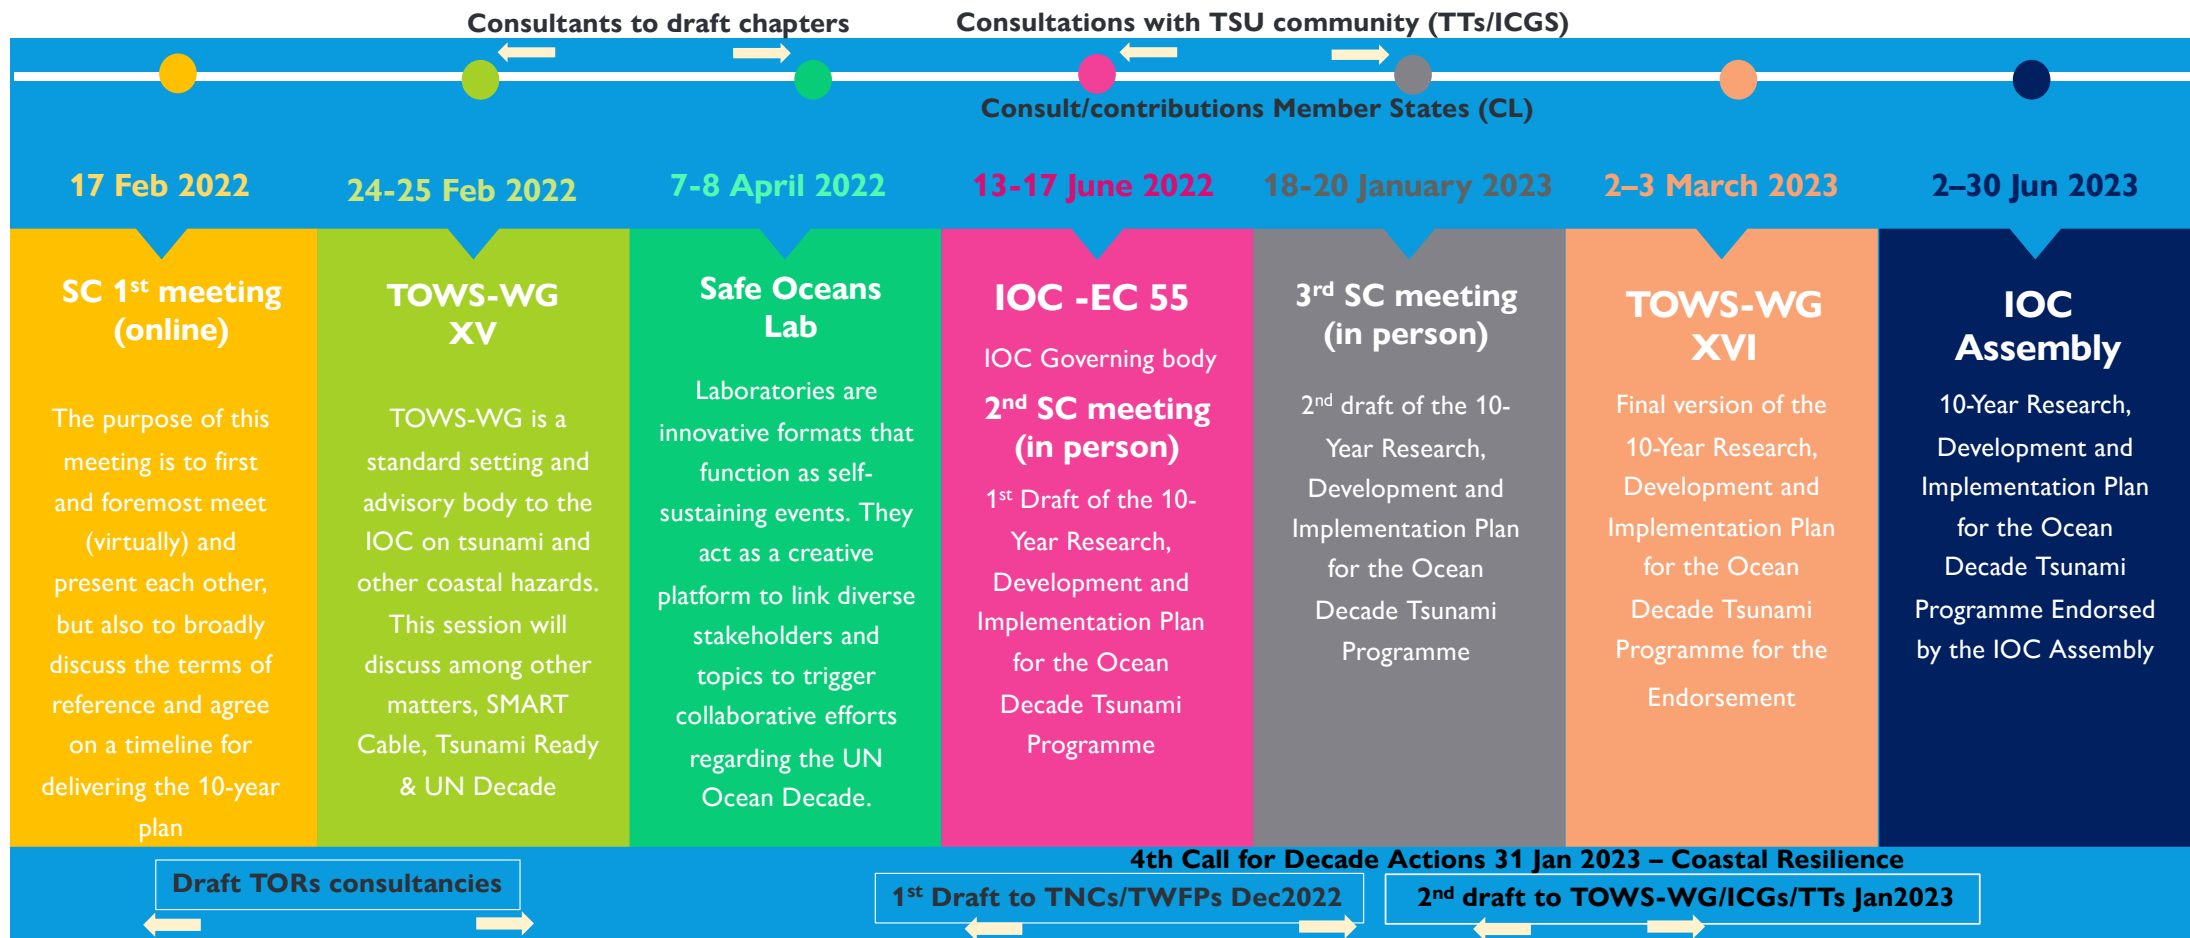 Consultants to draft chapters
Consultations with TSU community (TTs/ICGS)
Consult/contributions Member States (CL)
17 Feb 2022
24-25 Feb 2022
7-8 April 2022
13-17 June 2022
18-20 January 2023
2–3 March 2023
2–30 Jun 2023
SC 1st meeting
(online)
The purpose of this
meeting is to first
and foremost meet
(virtually) and
present each other,
but also to broadly
discuss the terms of
reference and agree
on a timeline for
delivering the 10-year
plan
TOWS-WG
XV
TOWS-WG is a
standard setting and
advisory body to the
IOC on tsunami and
other coastal hazards.
This session will
discuss among other
matters, SMART
Cable, Tsunami Ready
& UN Decade
Safe Oceans
Lab
Laboratories are
innovative formats that
function as self-
sustaining events. They
act as a creative
platform to link diverse
stakeholders and
topics to trigger
collaborative efforts
regarding the UN
Ocean Decade.
IOC -EC 55
IOC Governing body
2nd SC meeting
(in person)
1st Draft of the 10-
Year Research,
Development and
Implementation Plan
for the Ocean
Decade Tsunami
Programme
3rd SC meeting
(in person)
2nd draft of the 10-
Year Research,
Development and
Implementation Plan
for the Ocean
Decade Tsunami
Programme
TOWS-WG
XVI
Final version of the
10-Year Research,
Development and
Implementation Plan
for the Ocean
Decade Tsunami
Programme for the
Endorsement
IOC
Assembly
10-Year Research,
Development and
Implementation Plan
for the Ocean
Decade Tsunami
Programme Endorsed
by the IOC Assembly
4th Call for Decade Actions 31 Jan 2023 – Coastal Resilience
Draft TORs consultancies
1st Draft to TNCs/TWFPs Dec2022
2nd draft to TOWS-WG/ICGs/TTs Jan2023